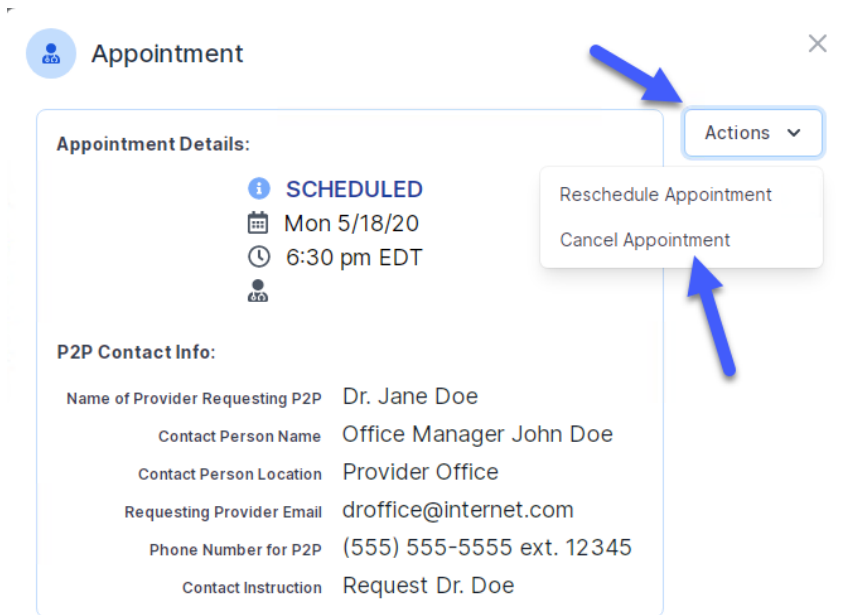 Appointment
Actions
Appointment Details:
SCHEDULED
Reschedule Appointment
Mon 5/18/20
Cancel Appointment
6:30 pm EDT
P2P Contact Info:
Name of Provider Requesting P2P Dr. Jane Doe
Contact Person Name Office Manager John Doe
Contact Person Location Provider Office
Requesting Provider Email droffice@internet.com
Phone Number for P2P (555) 555-5555 ext. 12345
Contact Instruction Request Dr. Doe